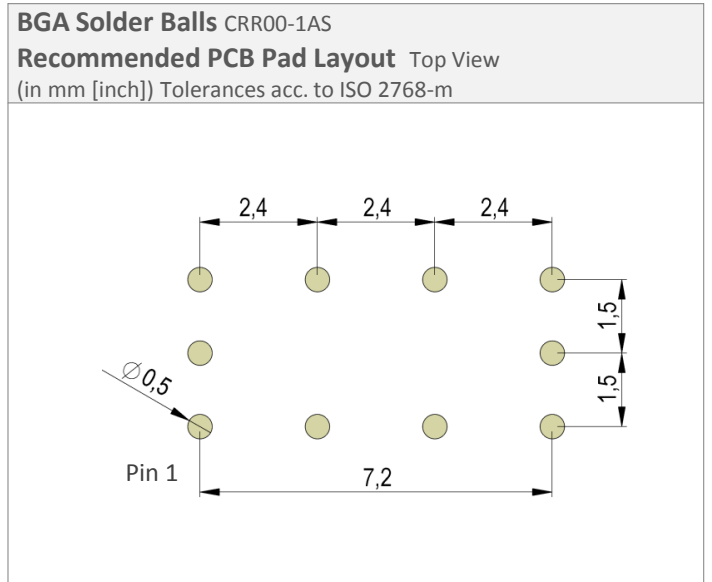 BGA Solder Balls CRR00-1AS
Recommended PCB Pad Layout Top View
(in mm [inch]) Tolerances acc. to ISO 2768-m
2,4 2,4 2,4
1,5
∅0,5
1,5
Pin 1
7,2